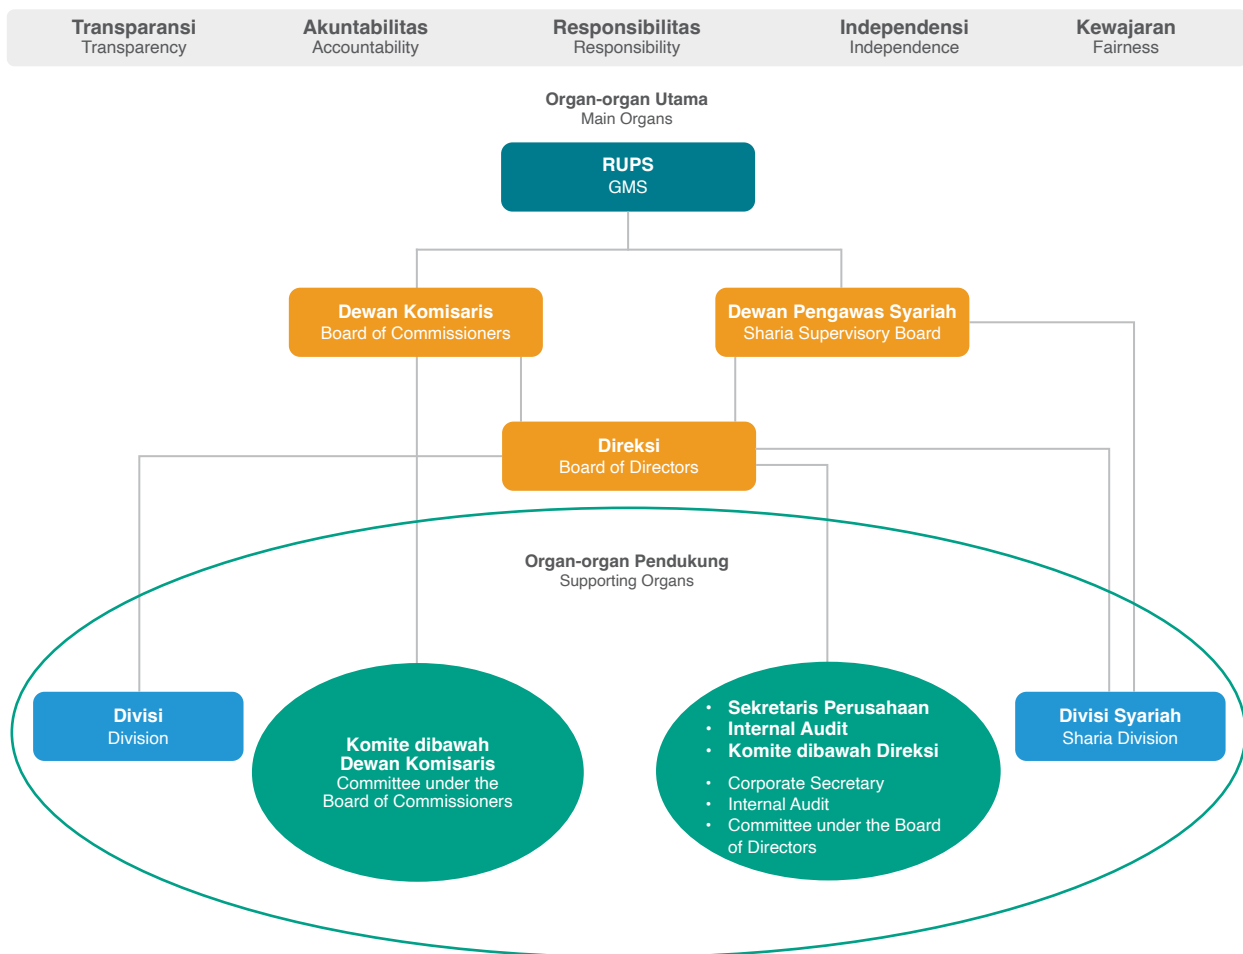 Transparansi
Transparency
Akuntabilitas
Accountability
Responsibilitas
Responsibility
Independensi
Independence
Kewajaran
Fairness
Organ-organ Utama
Main Organs
RUPS
GMS
Dewan Komisaris
Board of Commissioners
Dewan Pengawas Syariah
Sharia Supervisory Board
Direksi
Board of Directors
Organ-organ Pendukung
Supporting Organs
Divisi
Division
Komite dibawah
Dewan Komisaris
Committee under the
Board of Commissioners
• Sekretaris Perusahaan
• Internal Audit
• Komite dibawah Direksi
• Corporate Secretary
• Internal Audit
• Committee under the Board
of Directors
Divisi Syariah
Sharia Division